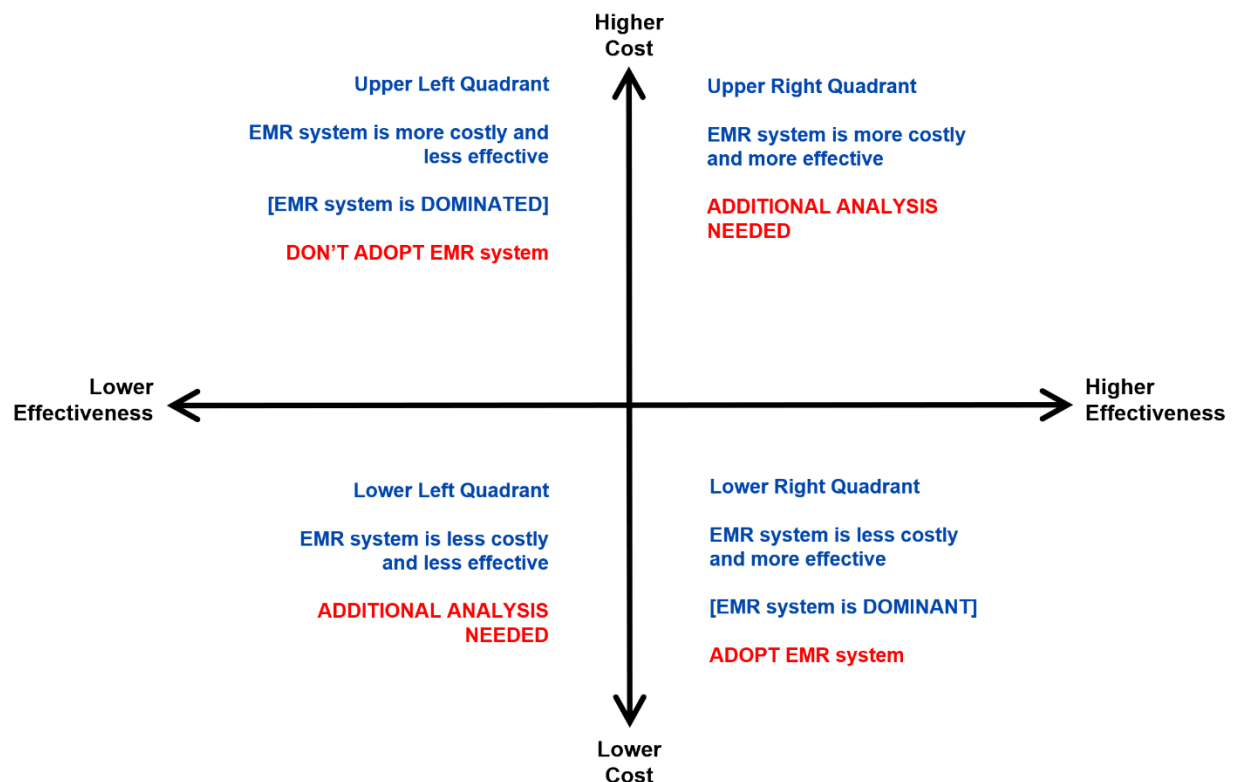 Higher
Cost
Upper Left Quadrant
EMR system is more costly and
less effective
[EMR system is DOMINATED]
DON’T ADOPT EMR system
Upper Right Quadrant
EMR system is more costly
and more effective
ADDITIONAL ANALYSIS
NEEDED
Lower
Effectiveness
Higher
Effectiveness
Lower Left Quadrant
EMR system is less costly
and less effective
ADDITIONAL ANALYSIS
NEEDED
Lower Right Quadrant
EMR system is less costly
and more effective
[EMR system is DOMINANT]
ADOPT EMR system
Lower
Cost